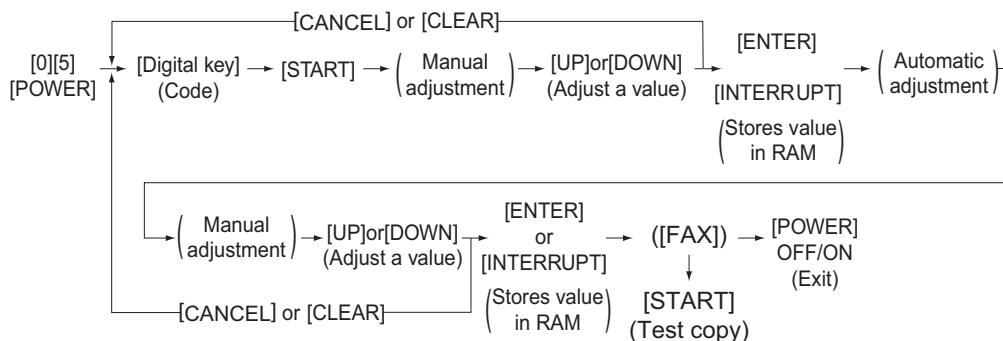 [CANCEL] or [CLEAR]
[0][5]
[POWER]
[Digital key]
(Code)
[START]
(Manual
adjustment)
[UP]or[DOWN]
(Adjust a value)
[ENTER]
[INTERRUPT]
(Stores value
in RAM)
(Automatic
adjustment)
(Manual
adjustment)
[UP]or[DOWN]
(Adjust a value)
[ENTER]
or
[INTERRUPT]
(Stores value
in RAM)
([FAX])
[START]
(Test copy)
[POWER]
OFF/ON
(Exit)
[CANCEL] or [CLEAR]